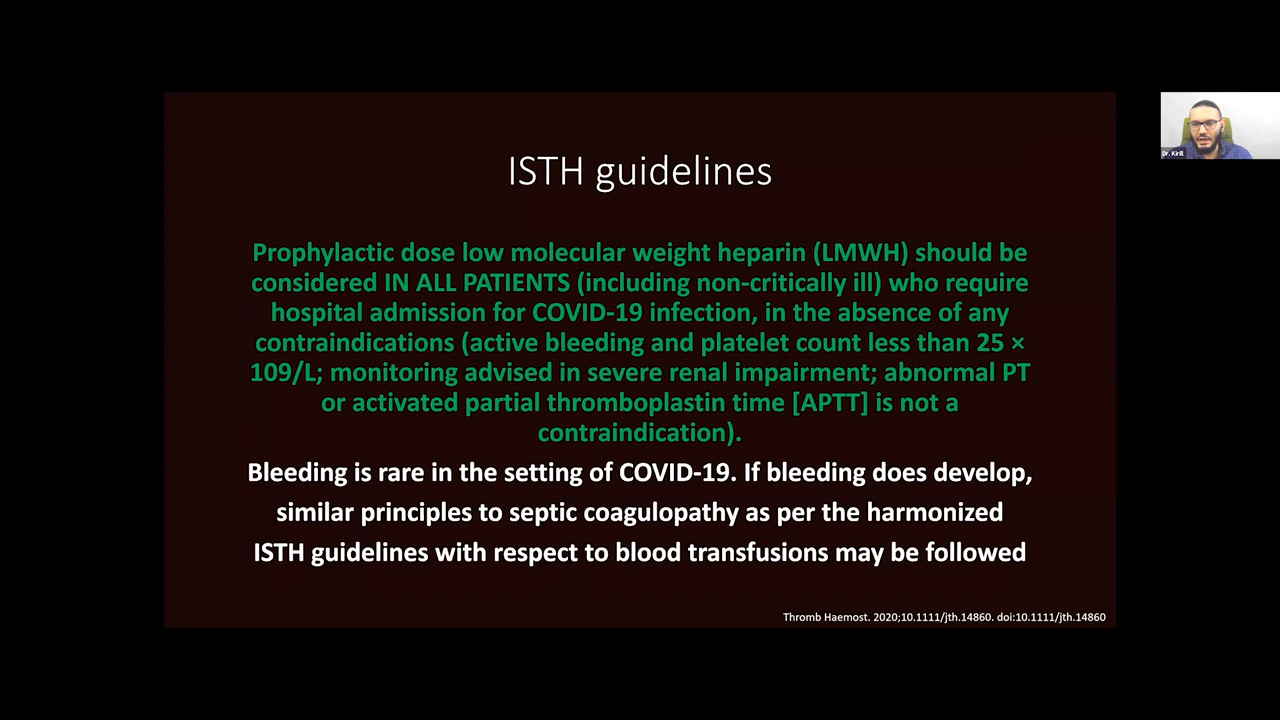 ISTH guidelines
Prophylactic dose low molecular weight heparin (LMWH) should be
considered IN ALL PATIENTS (including non-critically ill) who require
hospital admission for COVID-19 infection, in the absence of any
contraindications (active bleeding and platelet count less than 25 ×
109/L; monitoring advised in severe renal impairment; abnormal PT
or activated partial thromboplastin time [APTT] is not a
contraindication).
Bleeding is rare in the setting of COVID-19. If bleeding does develop,
similar principles to septic coagulopathy as per the harmonized
ISTH guidelines with respect to blood transfusions may be followed
Thromb Haemost. 2020;10.1111/jth.14860. doi:10.1111/jth.14860
Dr. Kirill